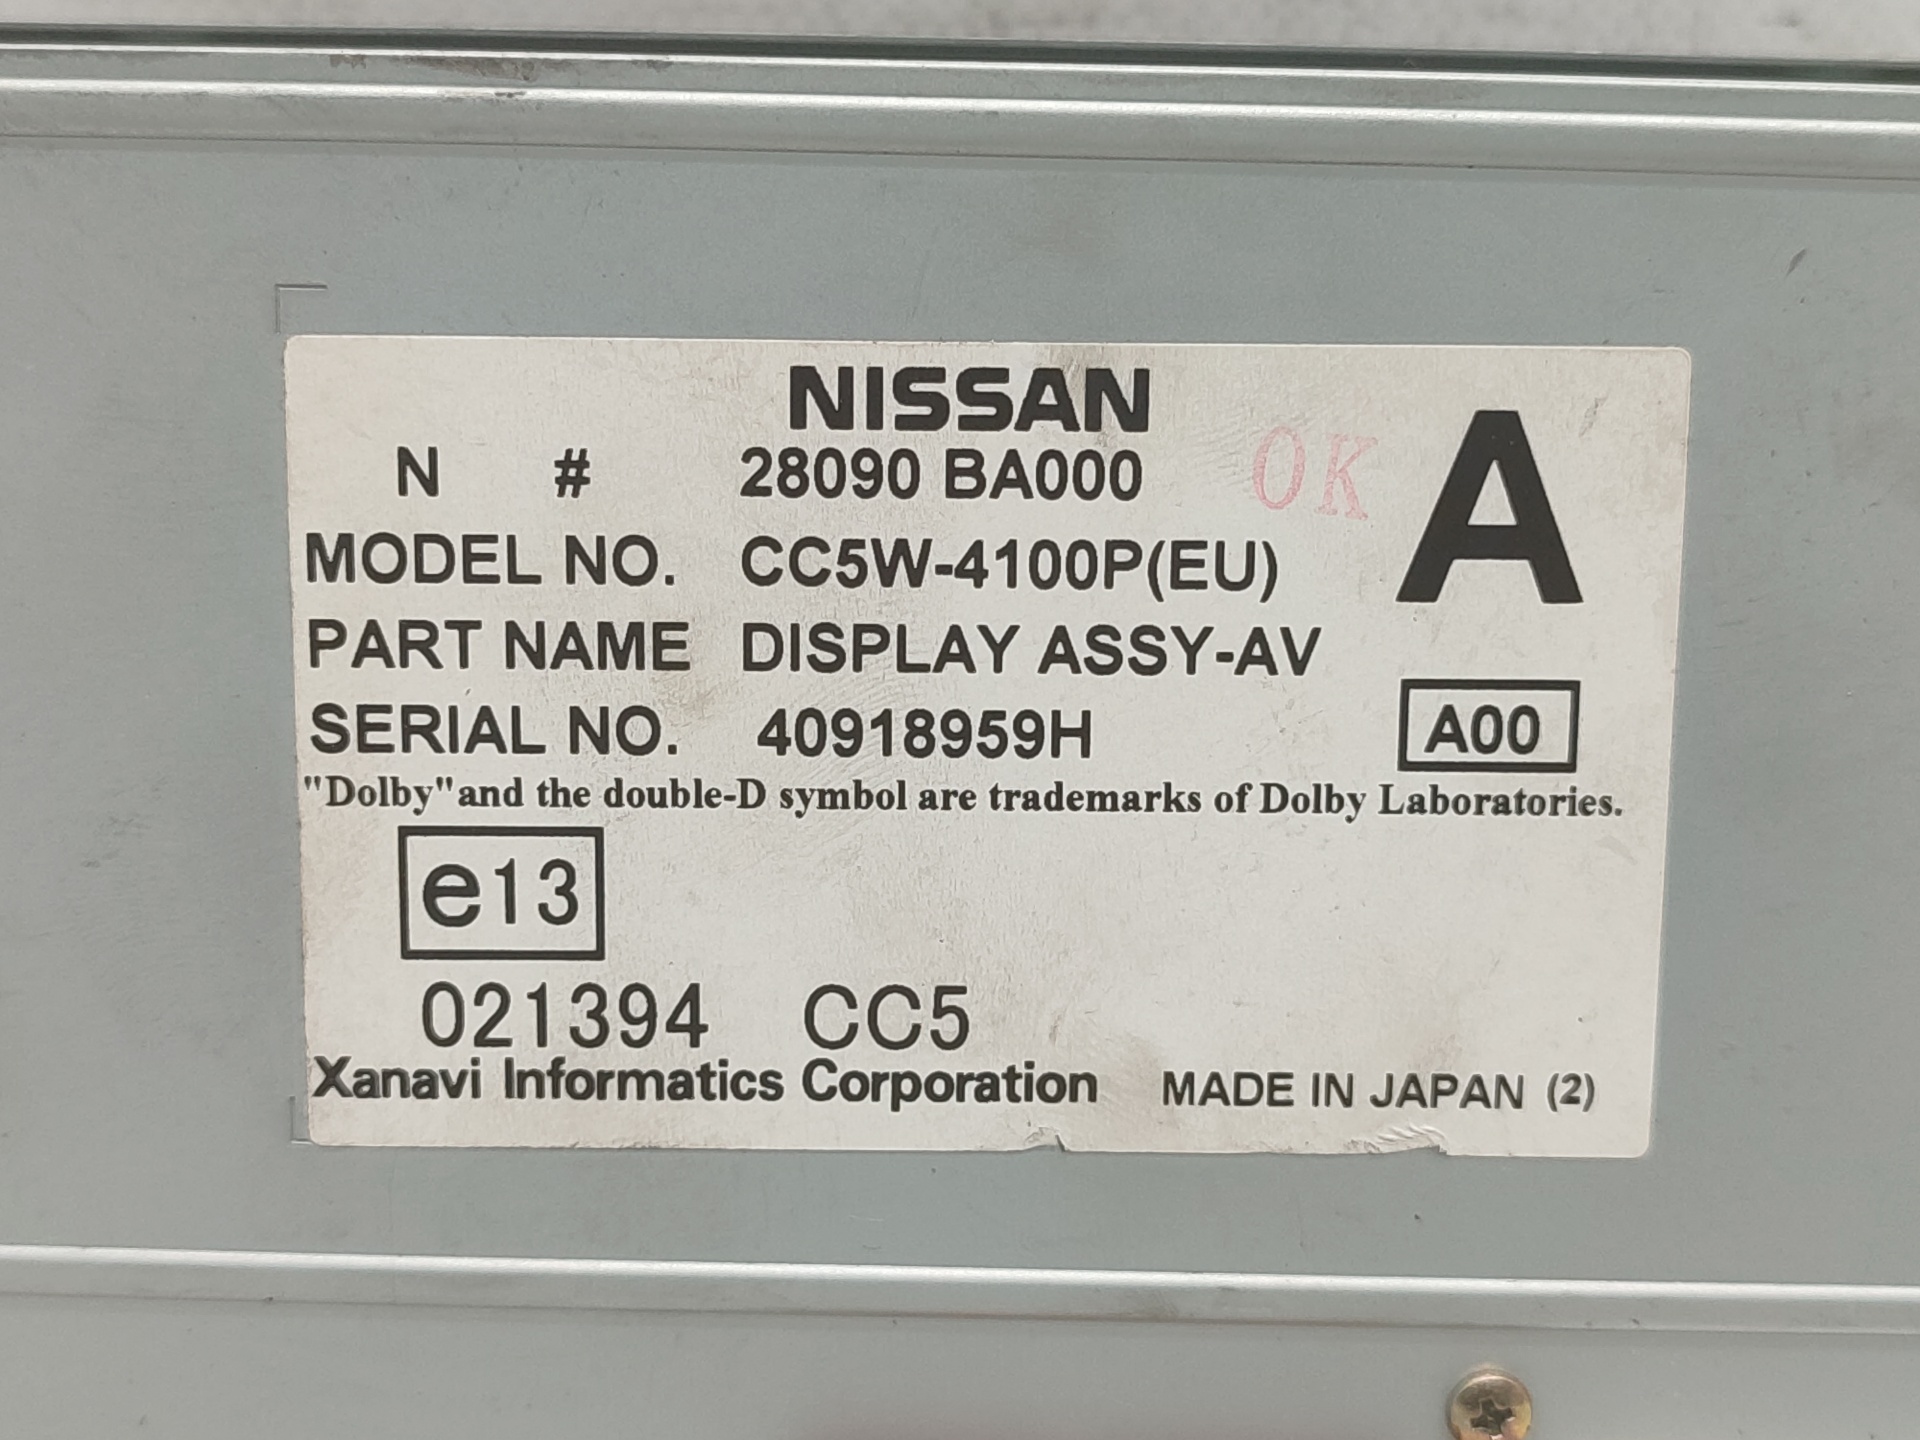 NISSAN
N # 28090 BA000 OK A
MODEL NO. CC5W-4100P(EU)
PART NAME DISPLAY ASSY-AV
SERIAL NO. 40918959H A00
"Dolby"and the double-D symbol are trademarks of Dolby Laboratories.
e13
021394 CC5
Xanavi Informatics Corporation MADE IN JAPAN (2)